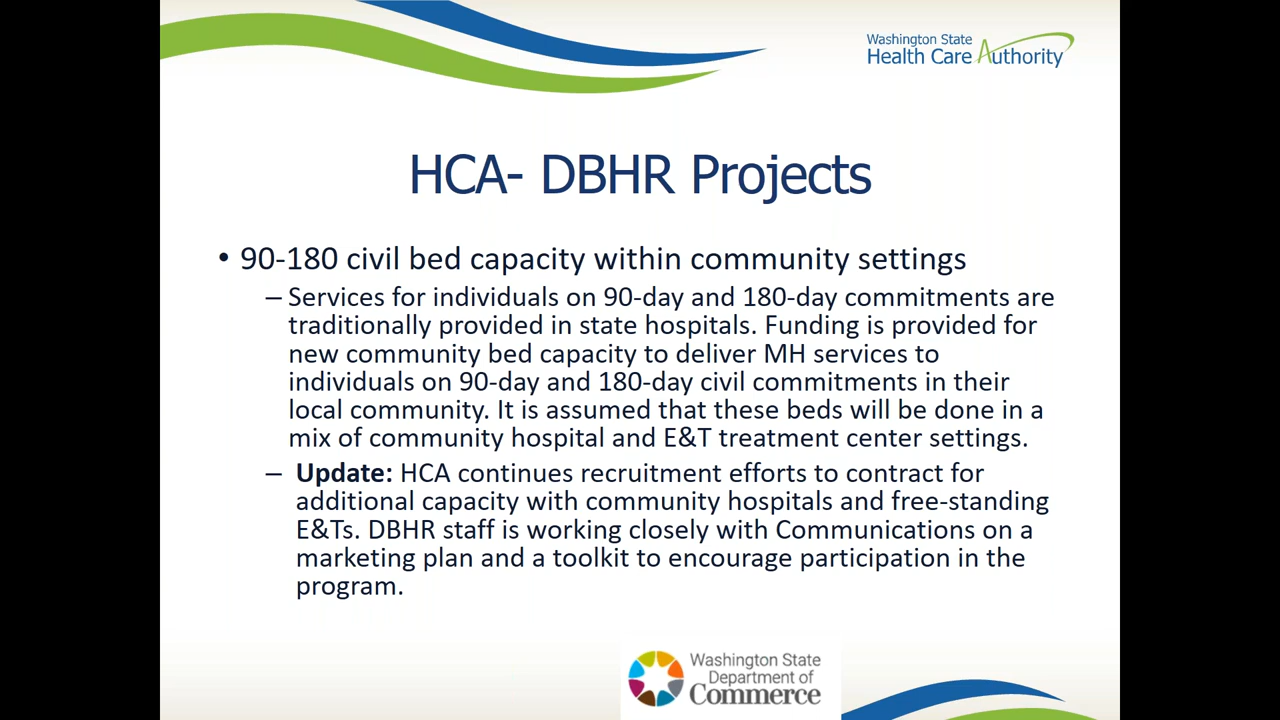 Washington State
Health Care Authority
HCA- DBHR Projects
• 90-180 civil bed capacity within community settings
– Services for individuals on 90-day and 180-day commitments are
traditionally provided in state hospitals. Funding is provided for
new community bed capacity to deliver MH services to
individuals on 90-day and 180-day civil commitments in their
local community. It is assumed that these beds will be done in a
mix of community hospital and E&T treatment center settings.
– Update: HCA continues recruitment efforts to contract for
additional capacity with community hospitals and free-standing
E&Ts. DBHR staff is working closely with Communications on a
marketing plan and a toolkit to encourage participation in the
program.
Washington State
Department of
Commerce